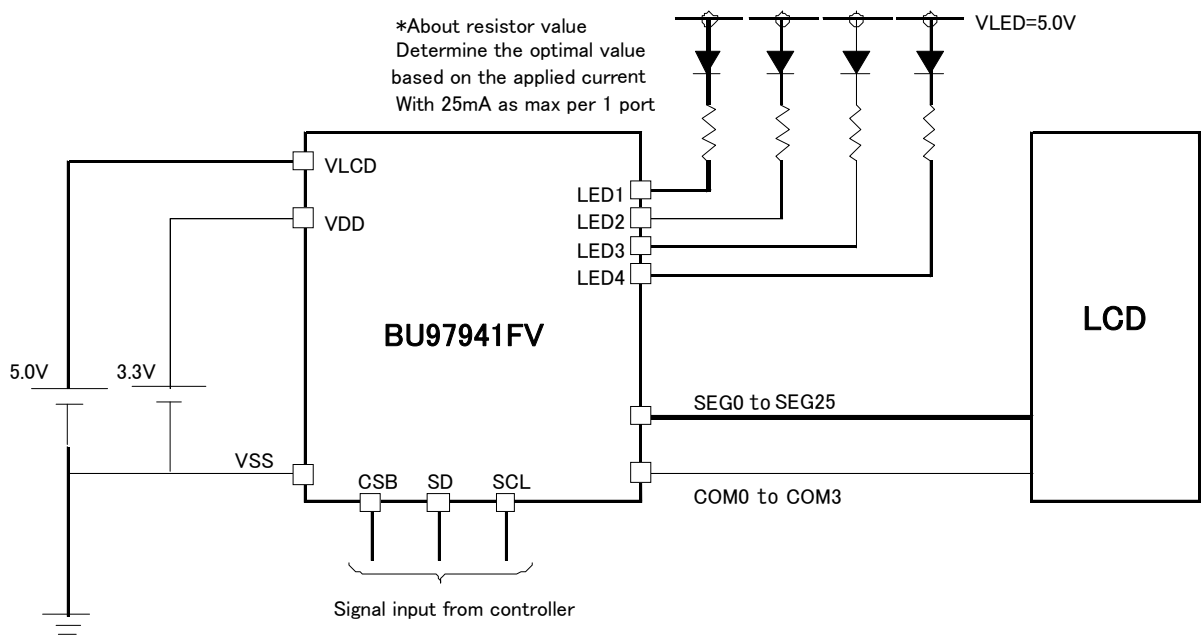 *About resistor value
Determine the optimal value
based on the applied current
With 25mA as max per 1 port
VLED=5.0V
VLCD
VDD
LED1
LED2
LED3
LED4
BU97941FV
LCD
5.0V
3.3V
SEG0 to SEG25
VSS
CSB
SD
SCL
COM0 to COM3
Signal input from controller